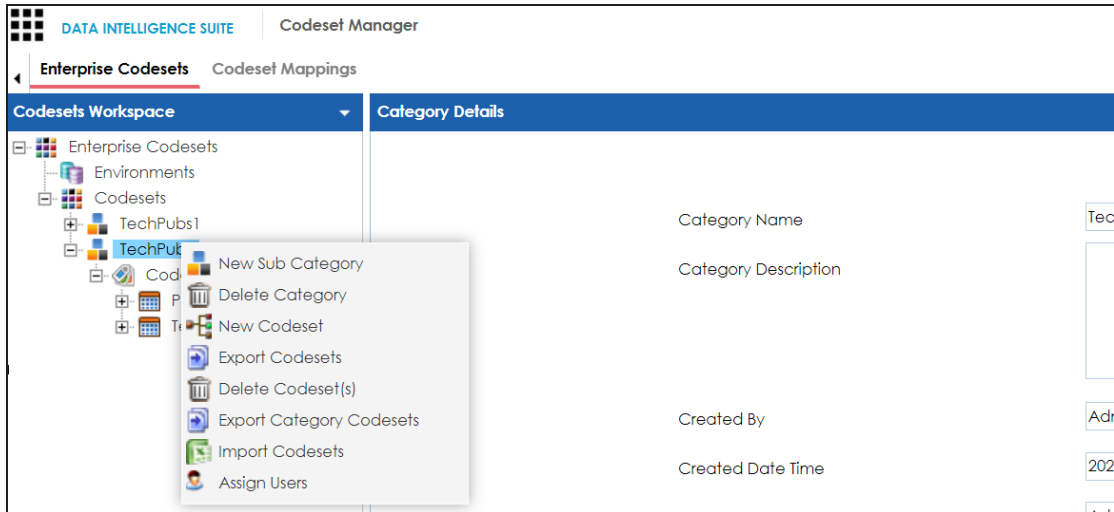 DATA INTELLIGENCE SUITE Codeset Manager
Enterprise Codesets Codeset Mappings
Codesets Workspace Category Details
Enterprise Codesets
Environments
Codesets
TechPubs1
Category Name
New Sub Category
Category Description
Delete Category
New Codeset
Export Codesets
Delete Codeset(s)
Export Category Codesets
Created By
Import Codesets
Created Date Time
Assign Users